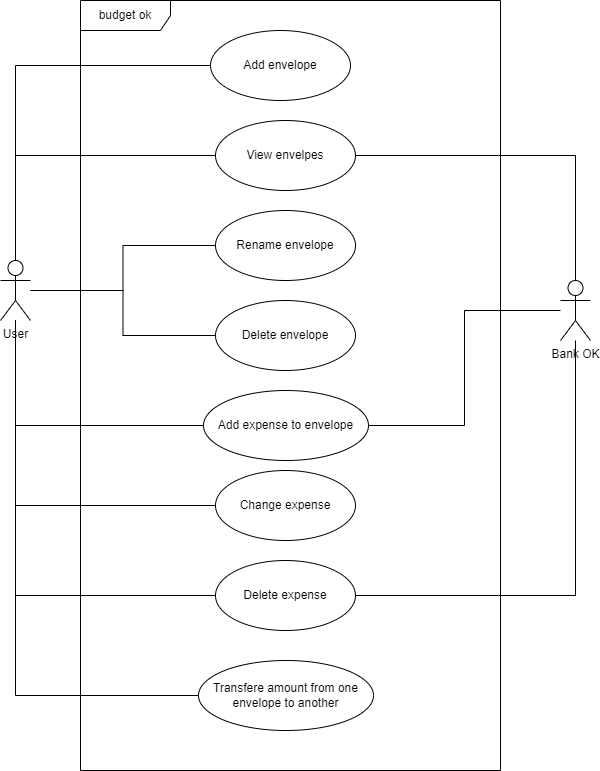 budget ok
Add envelope
View envelpes
Rename envelope
Delete envelope
User
Bank OK
Add expense to envelope
Change expense
Delete expense
Transfere amount from one
envelope to another